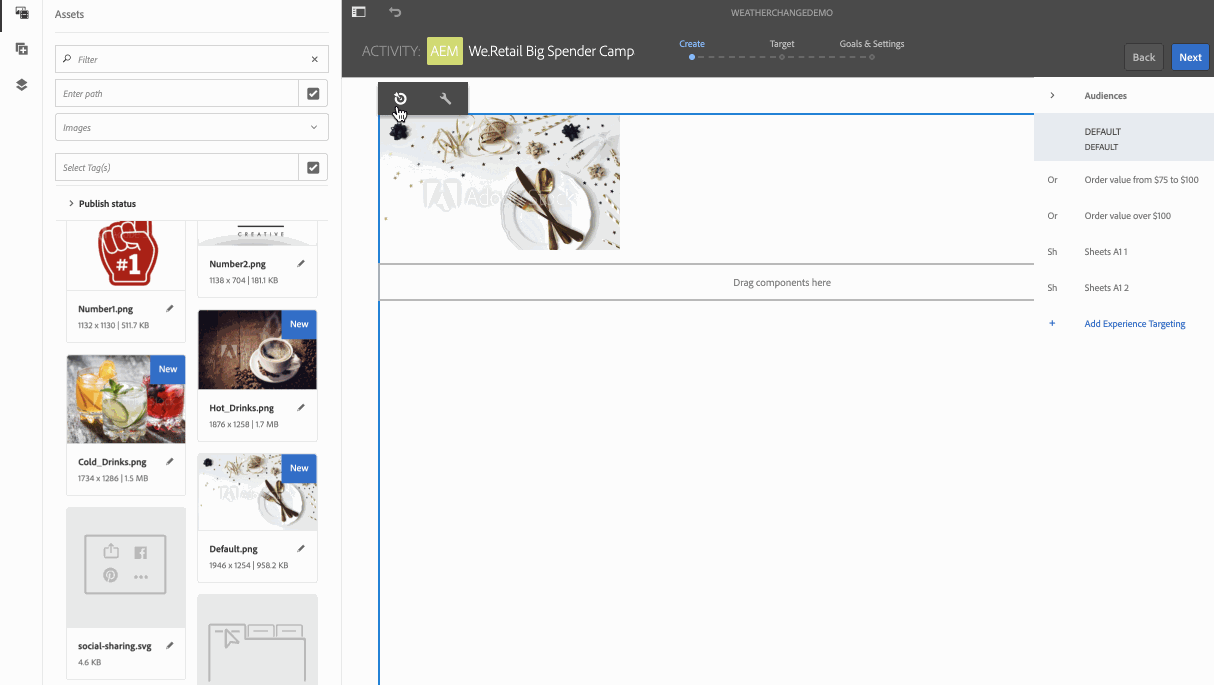 Assets
Filter
Enter path
Images
Select Tag(s)
Publish status
#1
Number1.png
1132 x 1130 | 511.7 KB
CREATIVE
Number2.png
1138 x 704 | 181.1 KB
New
Cold_Drinks.png
1734 x 1286 | 1.5 MB
New
Hot_Drinks.png
1876 x 1258 | 1.7 MB
New
Default.png
1946 x 1254 | 958.2 KB
social-sharing.svg
4.6 KB
WEATHERCHANGEDEMO
ACTIVITY: AEM We.Retail Big Spender Camp
Create
Target
Goals & Settings
Back
Next
Adobe Stock
Drag components here
Audiences
DEFAULT
DEFAULT
Or Order value from $75 to $100
Or Order value over $100
Sh Sheets A1 1
Sh Sheets A1 2
+ Add Experience Targeting